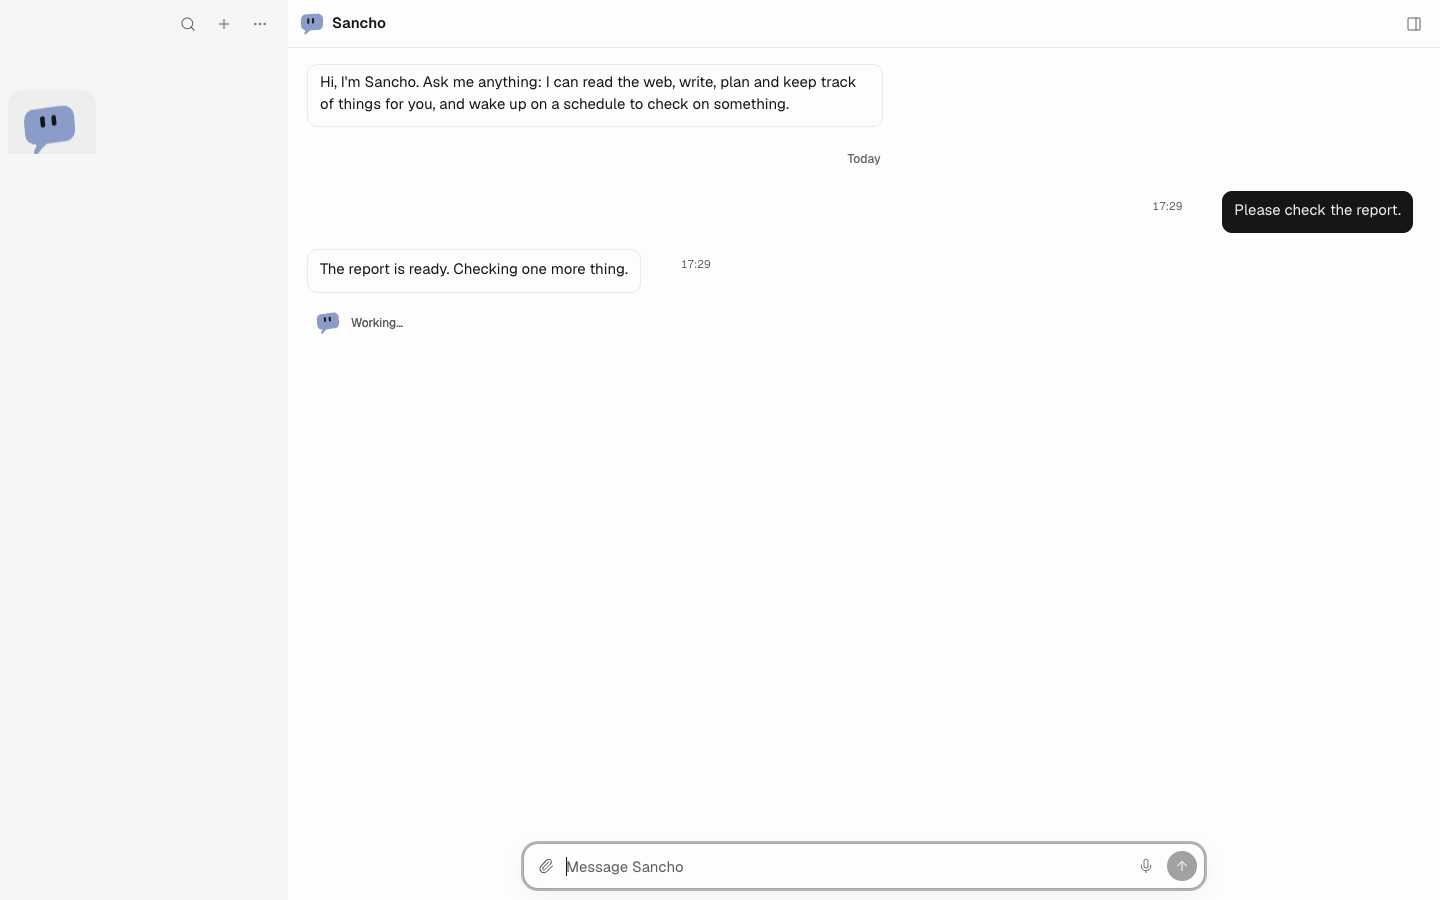 Sancho
Hi, I'm Sancho. Ask me anything: I can read the web, write, plan and keep track
of things for you, and wake up on a schedule to check on something.
Today
17:29
Please check the report.
The report is ready. Checking one more thing.
17:29
Working…
Message Sancho